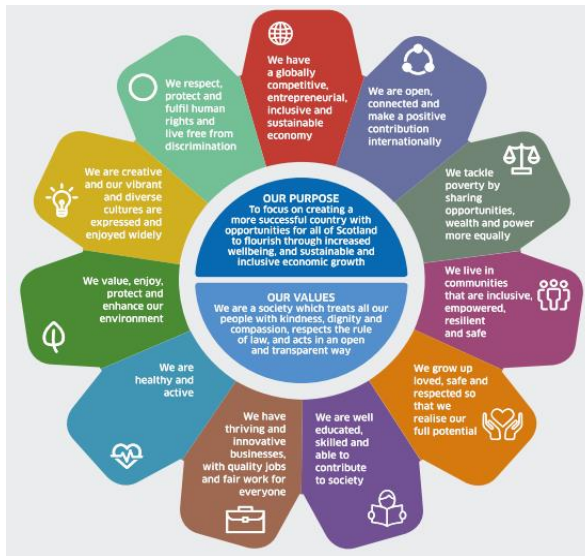 We have
a globally
competitive,
entrepreneurial,
inclusive and
sustainable
economy
We are open,
connected and
make a positive
contribution
internationally
We tackle
poverty by
sharing
opportunities,
wealth and power
more equally
We live in
communities
that are inclusive,
empowered,
resilient
and safe
We grow up
loved, safe and
respected so
that we
realise our
full potential
We are well
educated,
skilled and
able to
contribute
to society
We have
thriving and
innovative
businesses,
with quality jobs
and fair work for
everyone
We are
healthy and
active
We value, enjoy,
protect and
enhance our
environment
We are creative
and our vibrant
and diverse
cultures are
expressed and
enjoyed widely
We respect,
protect and
fulfil human
rights and
live free from
discrimination
OUR PURPOSE
To focus on creating a
more successful country with
opportunities for all of Scotland
to flourish through increased
wellbeing, and sustainable and
inclusive economic growth
OUR VALUES
We are a society which treats all our
people with kindness, dignity and
compassion, respects the rule
of law, and acts in an open
and transparent way